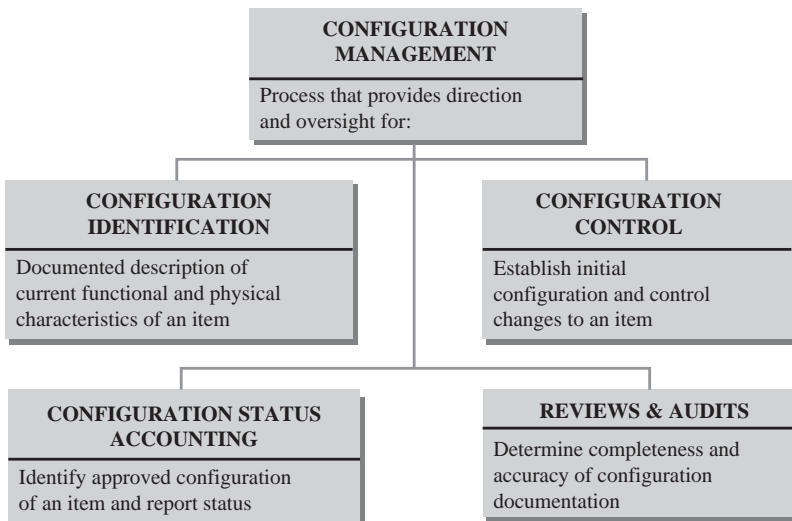 CONFIGURATION
MANAGEMENT
Process that provides direction
and oversight for:
CONFIGURATION
IDENTIFICATION
Documented description of
current functional and physical
characteristics of an item
CONFIGURATION
CONTROL
Establish initial
configuration and control
changes to an item
CONFIGURATION STATUS
ACCOUNTING
Identify approved configuration
of an item and report status
REVIEWS & AUDITS
Determine completeness and
accuracy of configuration
documentation